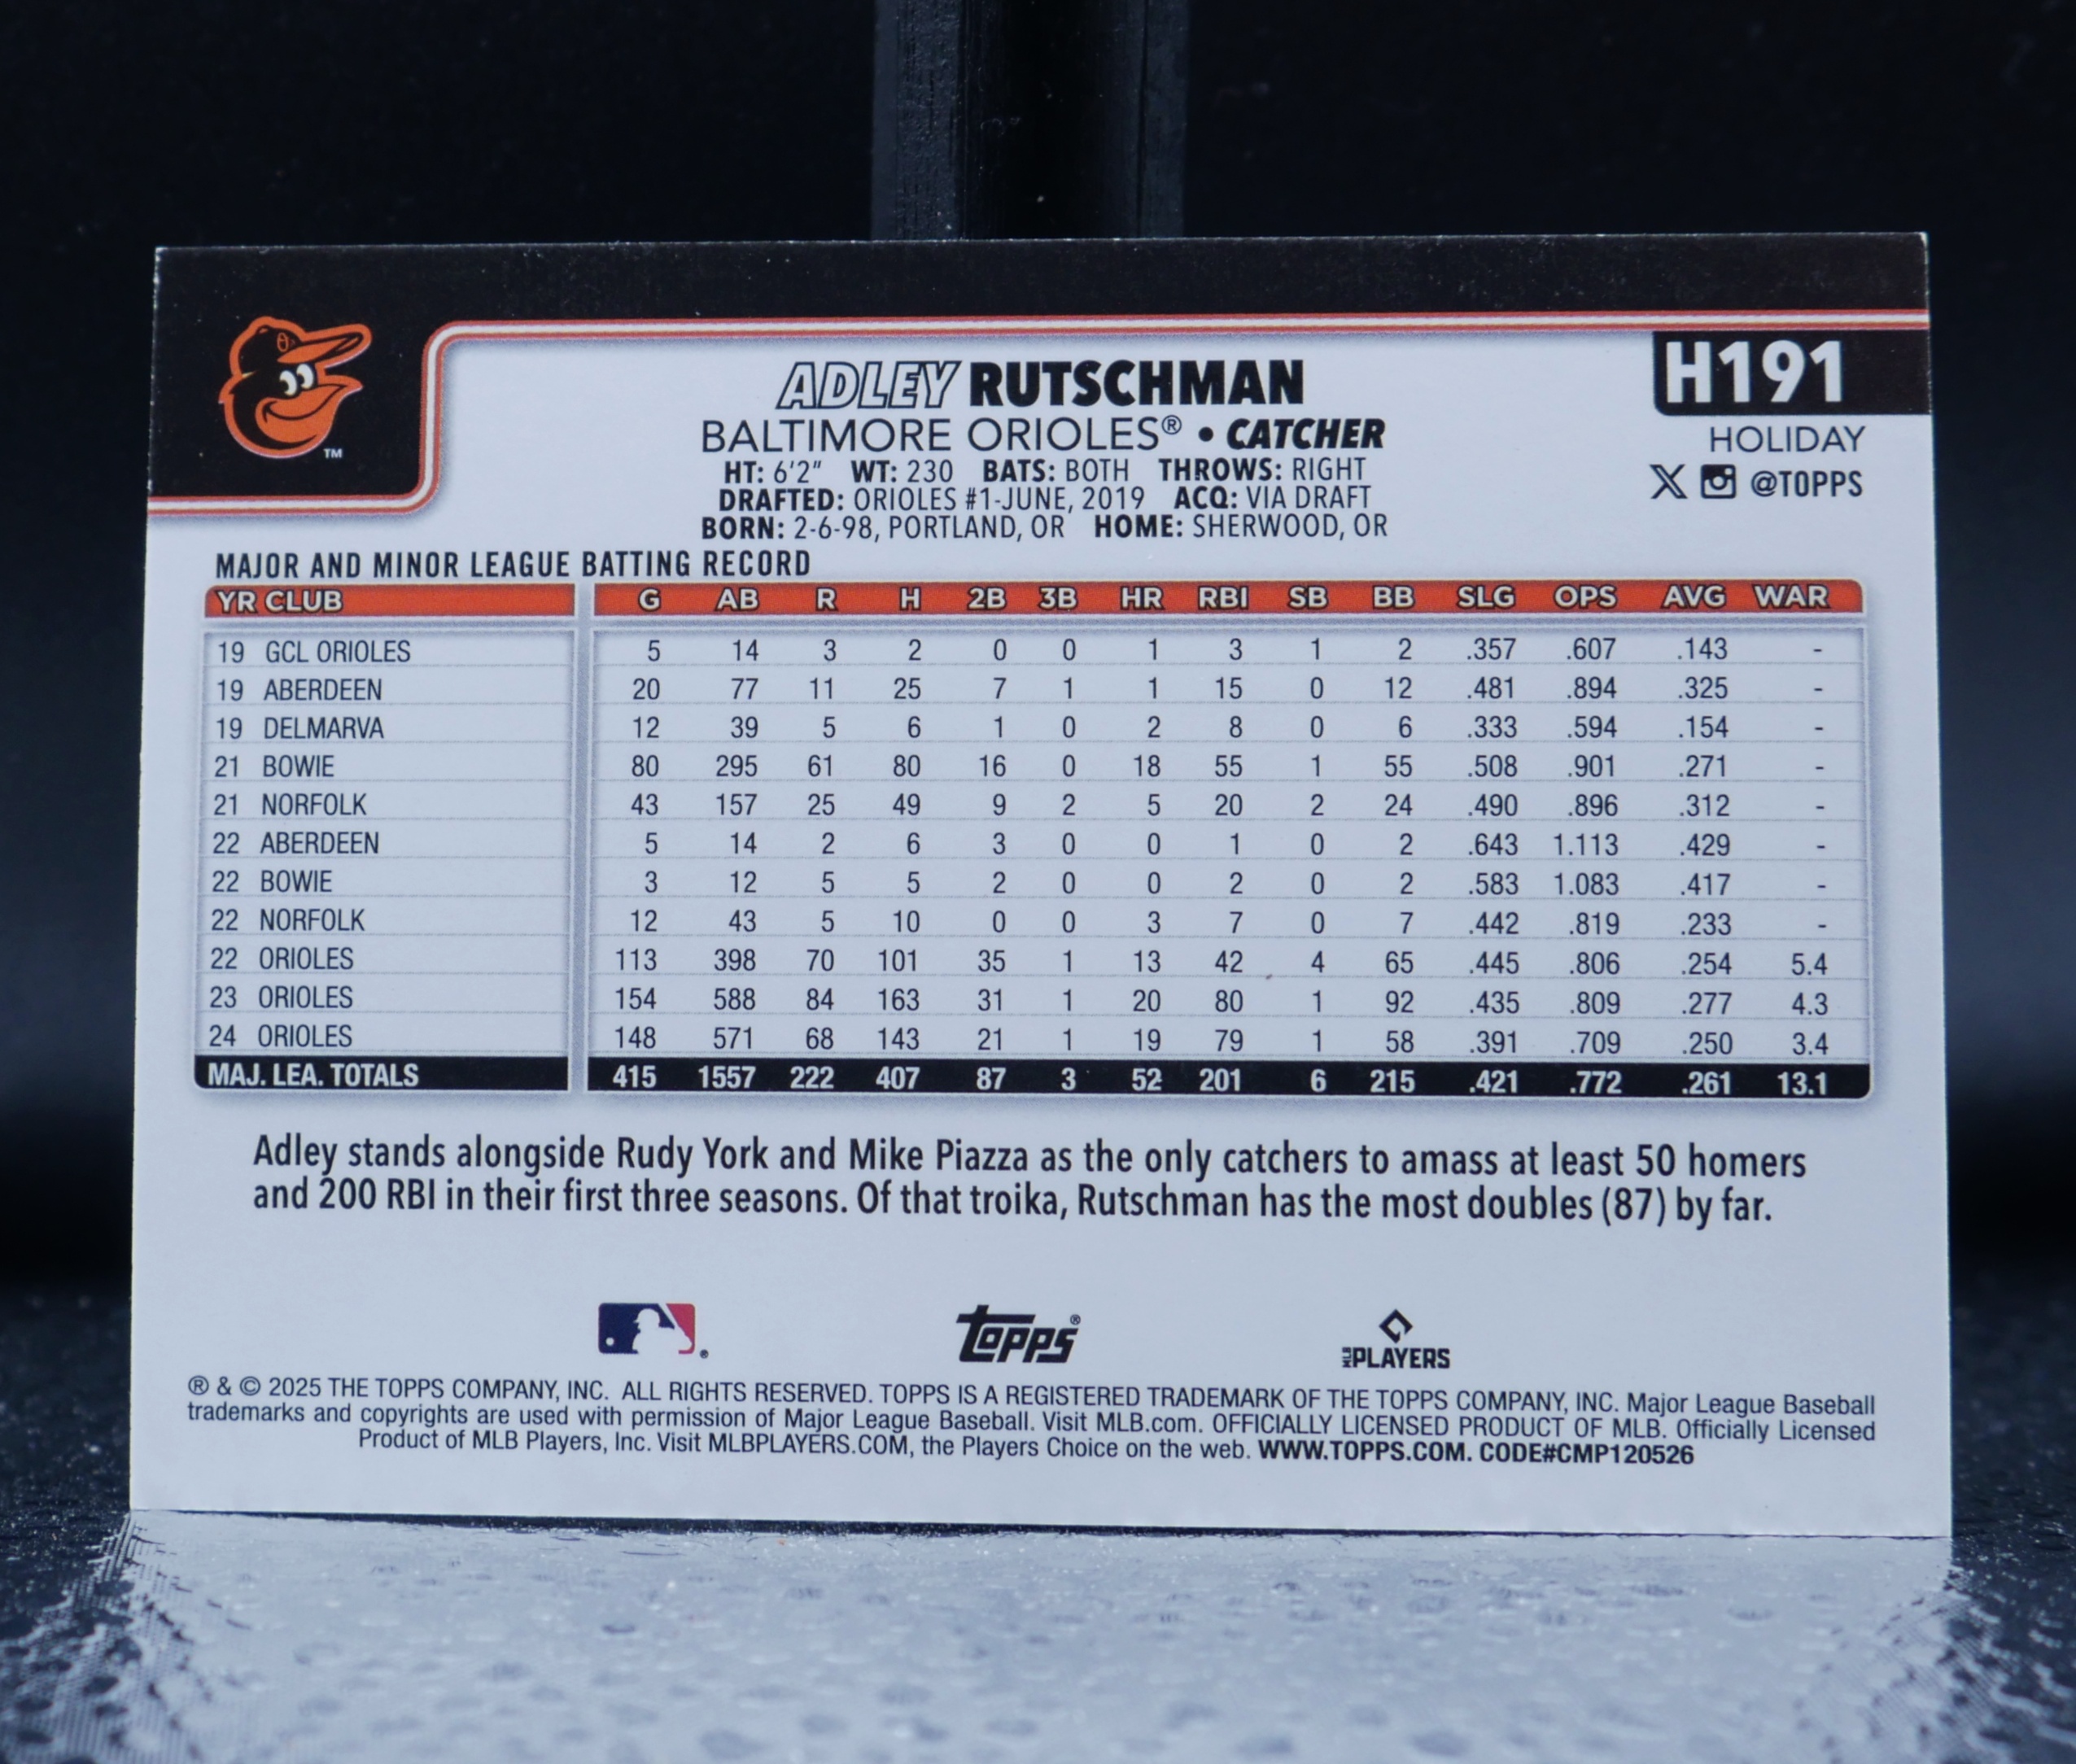 H191
ADLEY RUTSCHMAN
BALTIMORE ORIOLES® • CATCHER
HOLIDAY
HT: 6'2" WT: 230 BATS: BOTH THROWS: RIGHT
@TOPPS
DRAFTED: ORIOLES #1-JUNE, 2019 ACQ: VIA DRAFT
BORN: 2-6-98, PORTLAND, OR HOME: SHERWOOD, OR
TM
MAJOR AND MINOR LEAGUE BATTING RECORD
YR CLUB G AB R H 2B 3B HR RBI SB BB SLG OPS AVG WAR
19 GCL ORIOLES 5 14 3 2 0 0 1 3 1 2 .357 .607 .143 -
19 ABERDEEN 20 77 11 25 7 1 1 15 0 12 .481 .894 .325 -
19 DELMARVA 12 39 5 6 1 0 2 8 0 6 .333 .594 .154 -
21 BOWIE 80 295 61 80 16 0 18 55 1 55 .508 .901 .271 -
21 NORFOLK 43 157 25 49 9 2 5 20 2 24 .490 .896 .312 -
22 ABERDEEN 5 14 2 6 3 0 0 1 0 2 .643 1.113 .429 -
22 BOWIE 3 12 5 5 2 0 0 2 0 2 .583 1.083 .417 -
22 NORFOLK 12 43 5 10 0 0 3 7 0 7 .442 .819 .233 -
22 ORIOLES 113 398 70 101 35 1 13 42 4 65 .445 .806 .254 5.4
23 ORIOLES 154 588 84 163 31 1 20 80 1 92 .435 .809 .277 4.3
24 ORIOLES 148 571 68 143 21 1 19 79 1 58 .391 .709 .250 3.4
MAJ. LEA. TOTALS 415 1557 222 407 87 3 52 201 6 215 .421 .772 .261 13.1
Adley stands alongside Rudy York and Mike Piazza as the only catchers to amass at least 50 homers
and 200 RBI in their first three seasons. Of that troika, Rutschman has the most doubles (87) by far.
Topps®
MLB PLAYERS
® & © 2025 THE TOPPS COMPANY, INC. ALL RIGHTS RESERVED. TOPPS IS A REGISTERED TRADEMARK OF THE TOPPS COMPANY, INC. Major League Baseball
trademarks and copyrights are used with permission of Major League Baseball. Visit MLB.com. OFFICIALLY LICENSED PRODUCT OF MLB. Officially Licensed
Product of MLB Players, Inc. Visit MLBPLAYERS.COM, the Players Choice on the web. WWW.TOPPS.COM. CODE#CMP120526